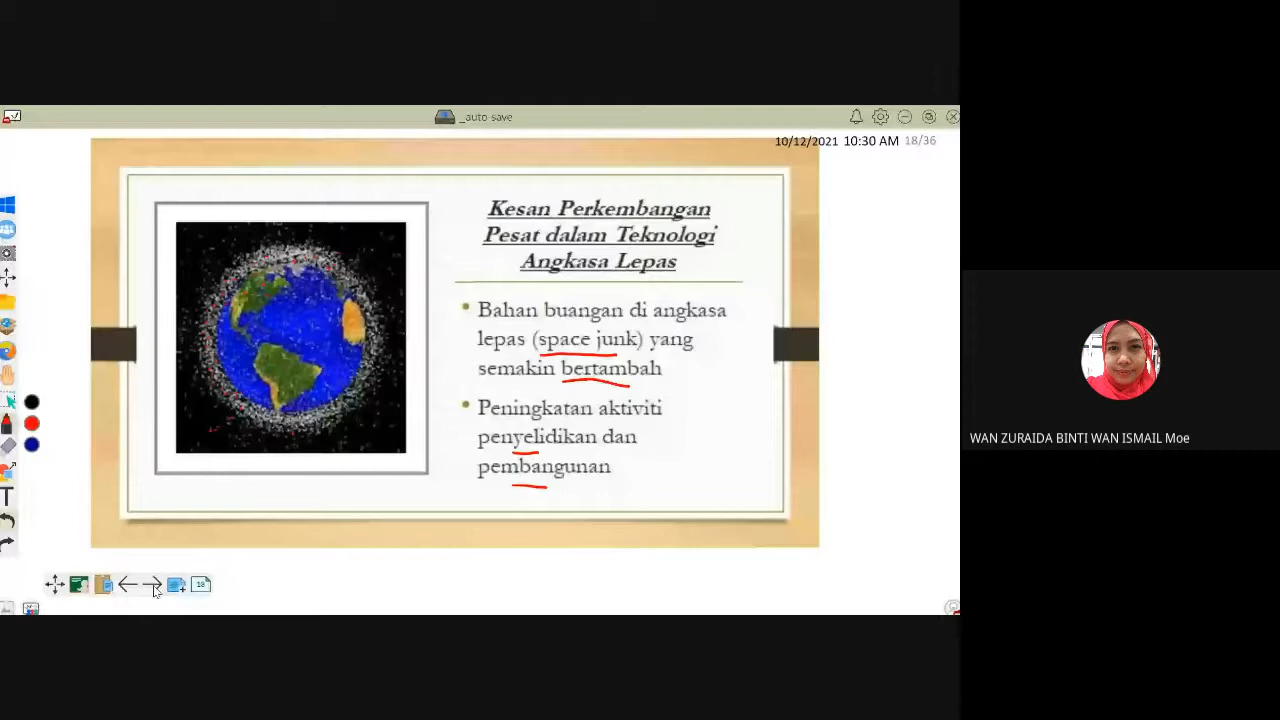 _auto save
10/12/2021 10:30 AM 18/36
Kesan Perkembangan
Pesat dalam Teknologi
Angkasa Lepas
• Bahan buangan di angkasa
lepas (space junk) yang
semakin bertambah
• Peningkatan aktiviti
penyelidikan dan
pembangunan
WAN ZURAIDA BINTI WAN ISMAIL Moe
T
18